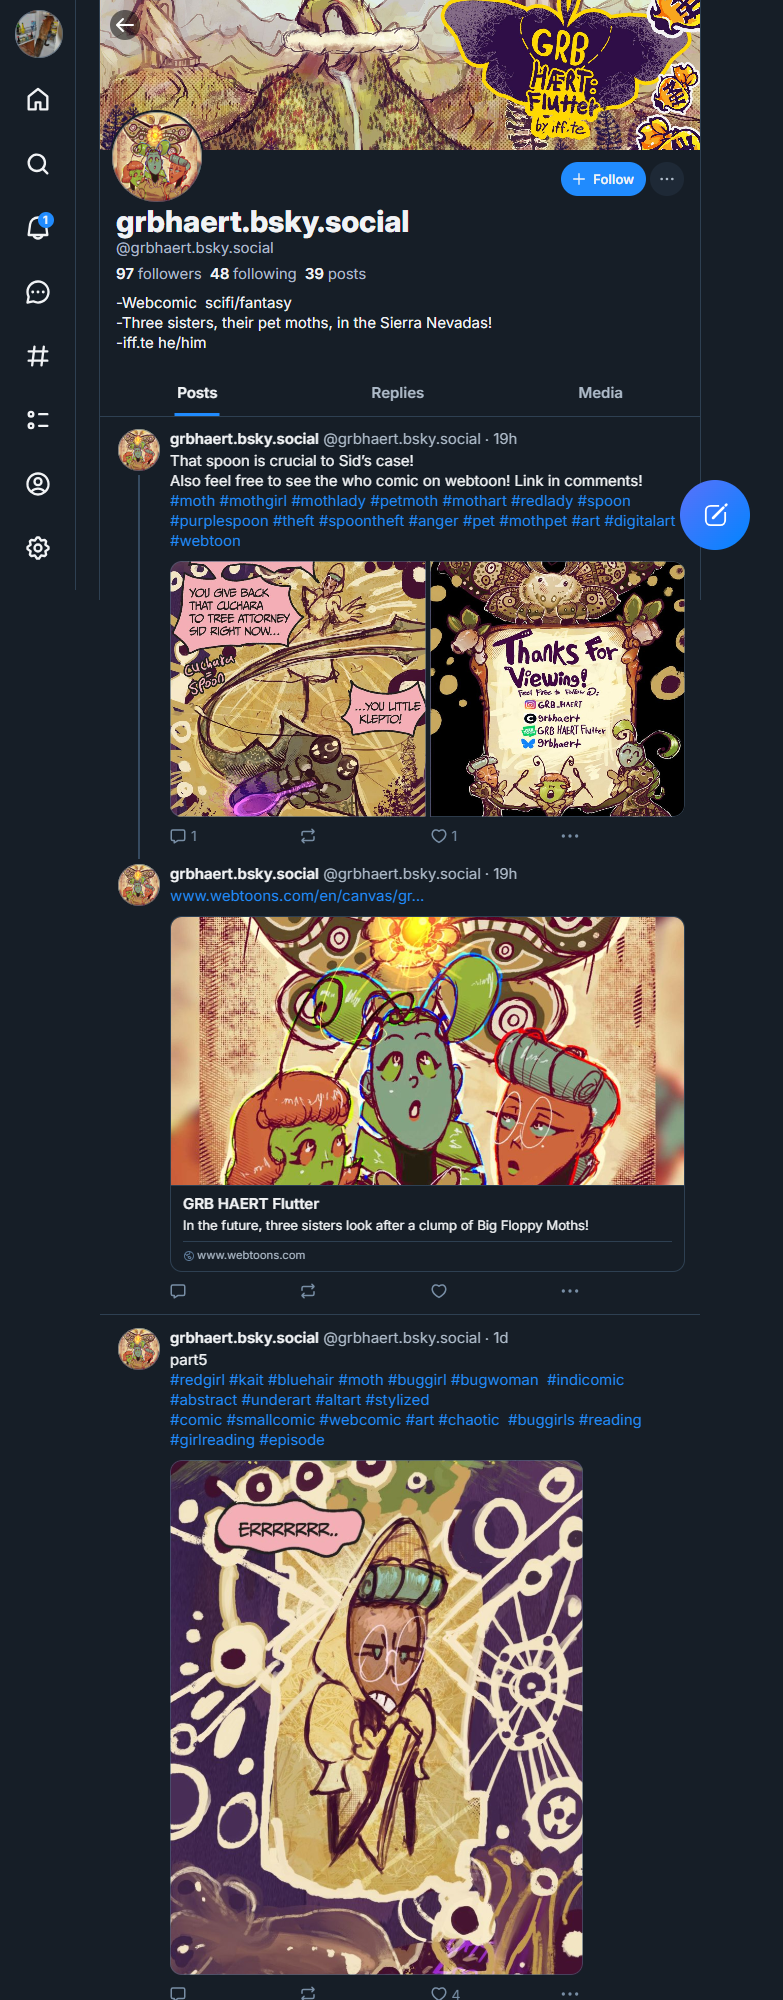 GRB
HÆRT:
Flutter
by iff.te
+ Follow
grbhaert.bsky.social
@grbhaert.bsky.social
97 followers 48 following 39 posts
-Webcomic scifi/fantasy
-Three sisters, their pet moths, in the Sierra Nevadas!
-iff.te he/him
Posts Replies Media
1
grbhaert.bsky.social @grbhaert.bsky.social · 19h
That spoon is crucial to Sid's case!
Also feel free to see the who comic on webtoon! Link in comments!
#moth #mothgirl #mothlady #petmoth #mothart #redlady #spoon
#purplespoon #theft #spoontheft #anger #pet #mothpet #art #digitalart
#webtoon
YOU GIVE BACK
THAT CUCHARA
TO TREE ATTORNEY
SID RIGHT NOW...
cuchara
=
spoon
...YOU LITTLE
KLEPTO!
Thanks For
Viewing!
Feel Free to Follow @:
GRB_HAERT
grbhaert
GRB HAERT Flutter
grbhaert
1 1
grbhaert.bsky.social @grbhaert.bsky.social · 19h
www.webtoons.com/en/canvas/gr...
GRB HAERT Flutter
In the future, three sisters look after a clump of Big Floppy Moths!
www.webtoons.com
grbhaert.bsky.social @grbhaert.bsky.social · 1d
part5
#redgirl #kait #bluehair #moth #buggirl #bugwoman #indicomic
#abstract #underart #altart #stylized
#comic #smallcomic #webcomic #art #chaotic #buggirls #reading
#girlreading #episode
ERRRRRRR..
4